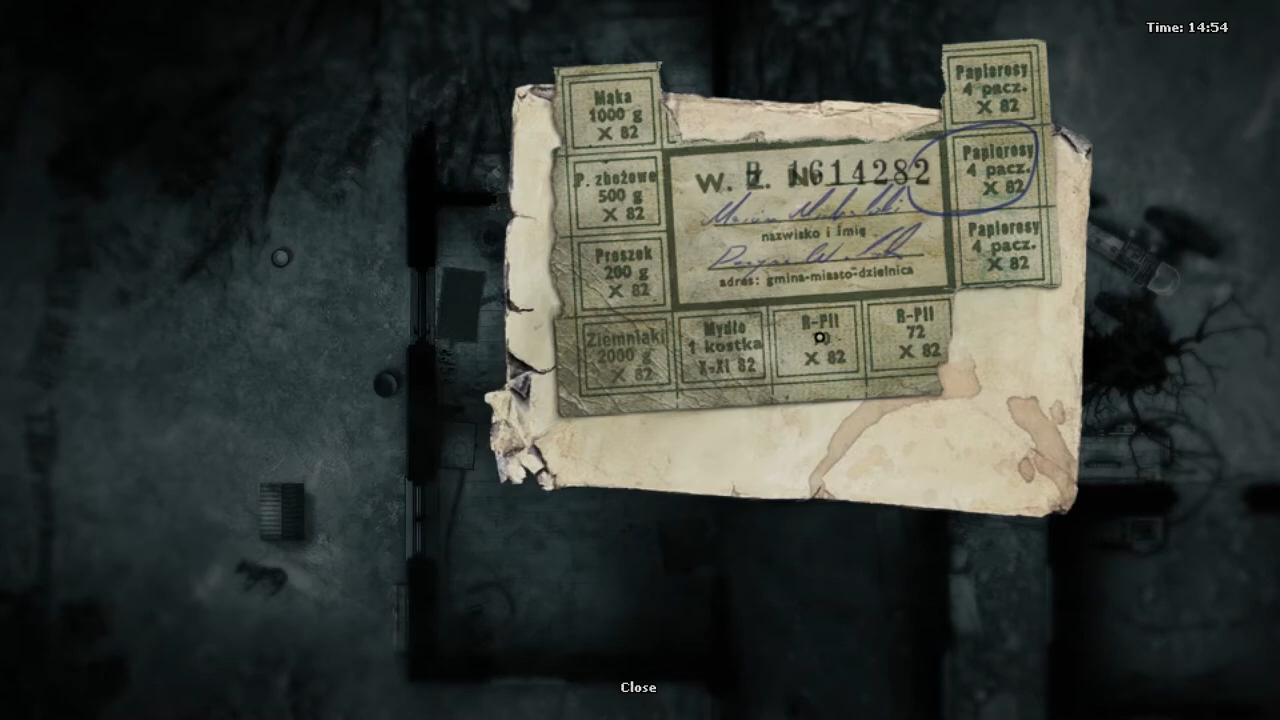 Time: 14:54
Mąka
1000 g
X 82
P. zbożowe
500 g
X 82
Proszek
200 g
X 82
Ziemniaki
2000 g
X 82
Mydło
1 kostka
X-XI 82
R-PII
X 82
R-PII
72
X 82
Papierosy
4 pacz.
X 82
Papierosy
4 pacz.
X 82
Papierosy
4 pacz.
X 82
W. Z. 1614282
nazwisko i imię
adres: gmina-miasto-dzielnica
Close